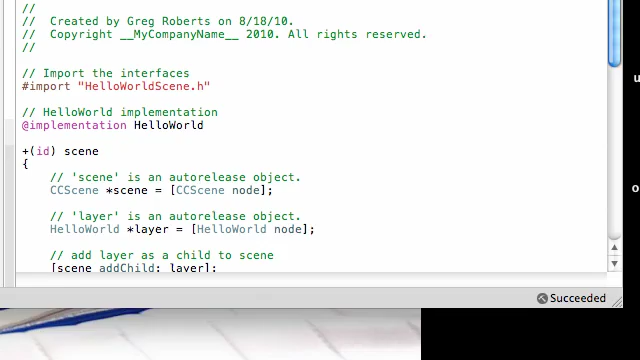 //
//  Created by Greg Roberts on 8/18/10.
//  Copyright __MyCompanyName__ 2010. All rights reserved.
//
// Import the interfaces
#import "HelloWorldScene.h"
// HelloWorld implementation
@implementation HelloWorld
+(id) scene
{
// 'scene' is an autorelease object.
CCScene *scene = [CCScene node];
// 'layer' is an autorelease object.
HelloWorld *layer = [HelloWorld node];
// add layer as a child to scene
[scene addChild: layer];
Succeeded
u
o